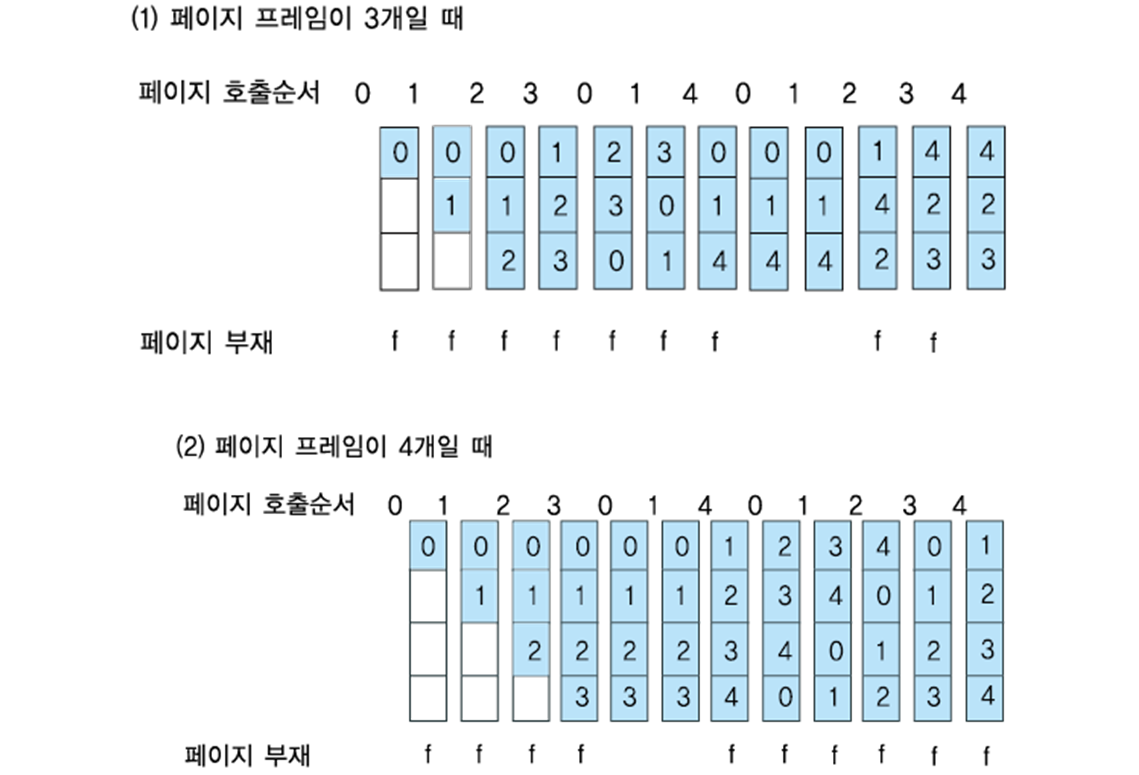 (1) 페이지 프레임이 3개일 때
페이지 호출순서 0 1 2 3 0 1 4 0 1 2 3 4
0 0 0 1 2 3 0 0 0 1 4 4
1 1 2 3 0 1 1 1 4 2 2
2 3 0 1 4 4 4 2 3 3
페이지 부재 f f f f f f f f f
(2) 페이지 프레임이 4개일 때
페이지 호출순서 0 1 2 3 0 1 4 0 1 2 3 4
0 0 0 0 0 0 1 2 3 4 0 1
1 1 1 1 1 2 3 4 0 1 2
2 2 2 2 3 4 0 1 2 3
3 3 3 4 0 1 2 3 4
페이지 부재 f f f f f f f f f f